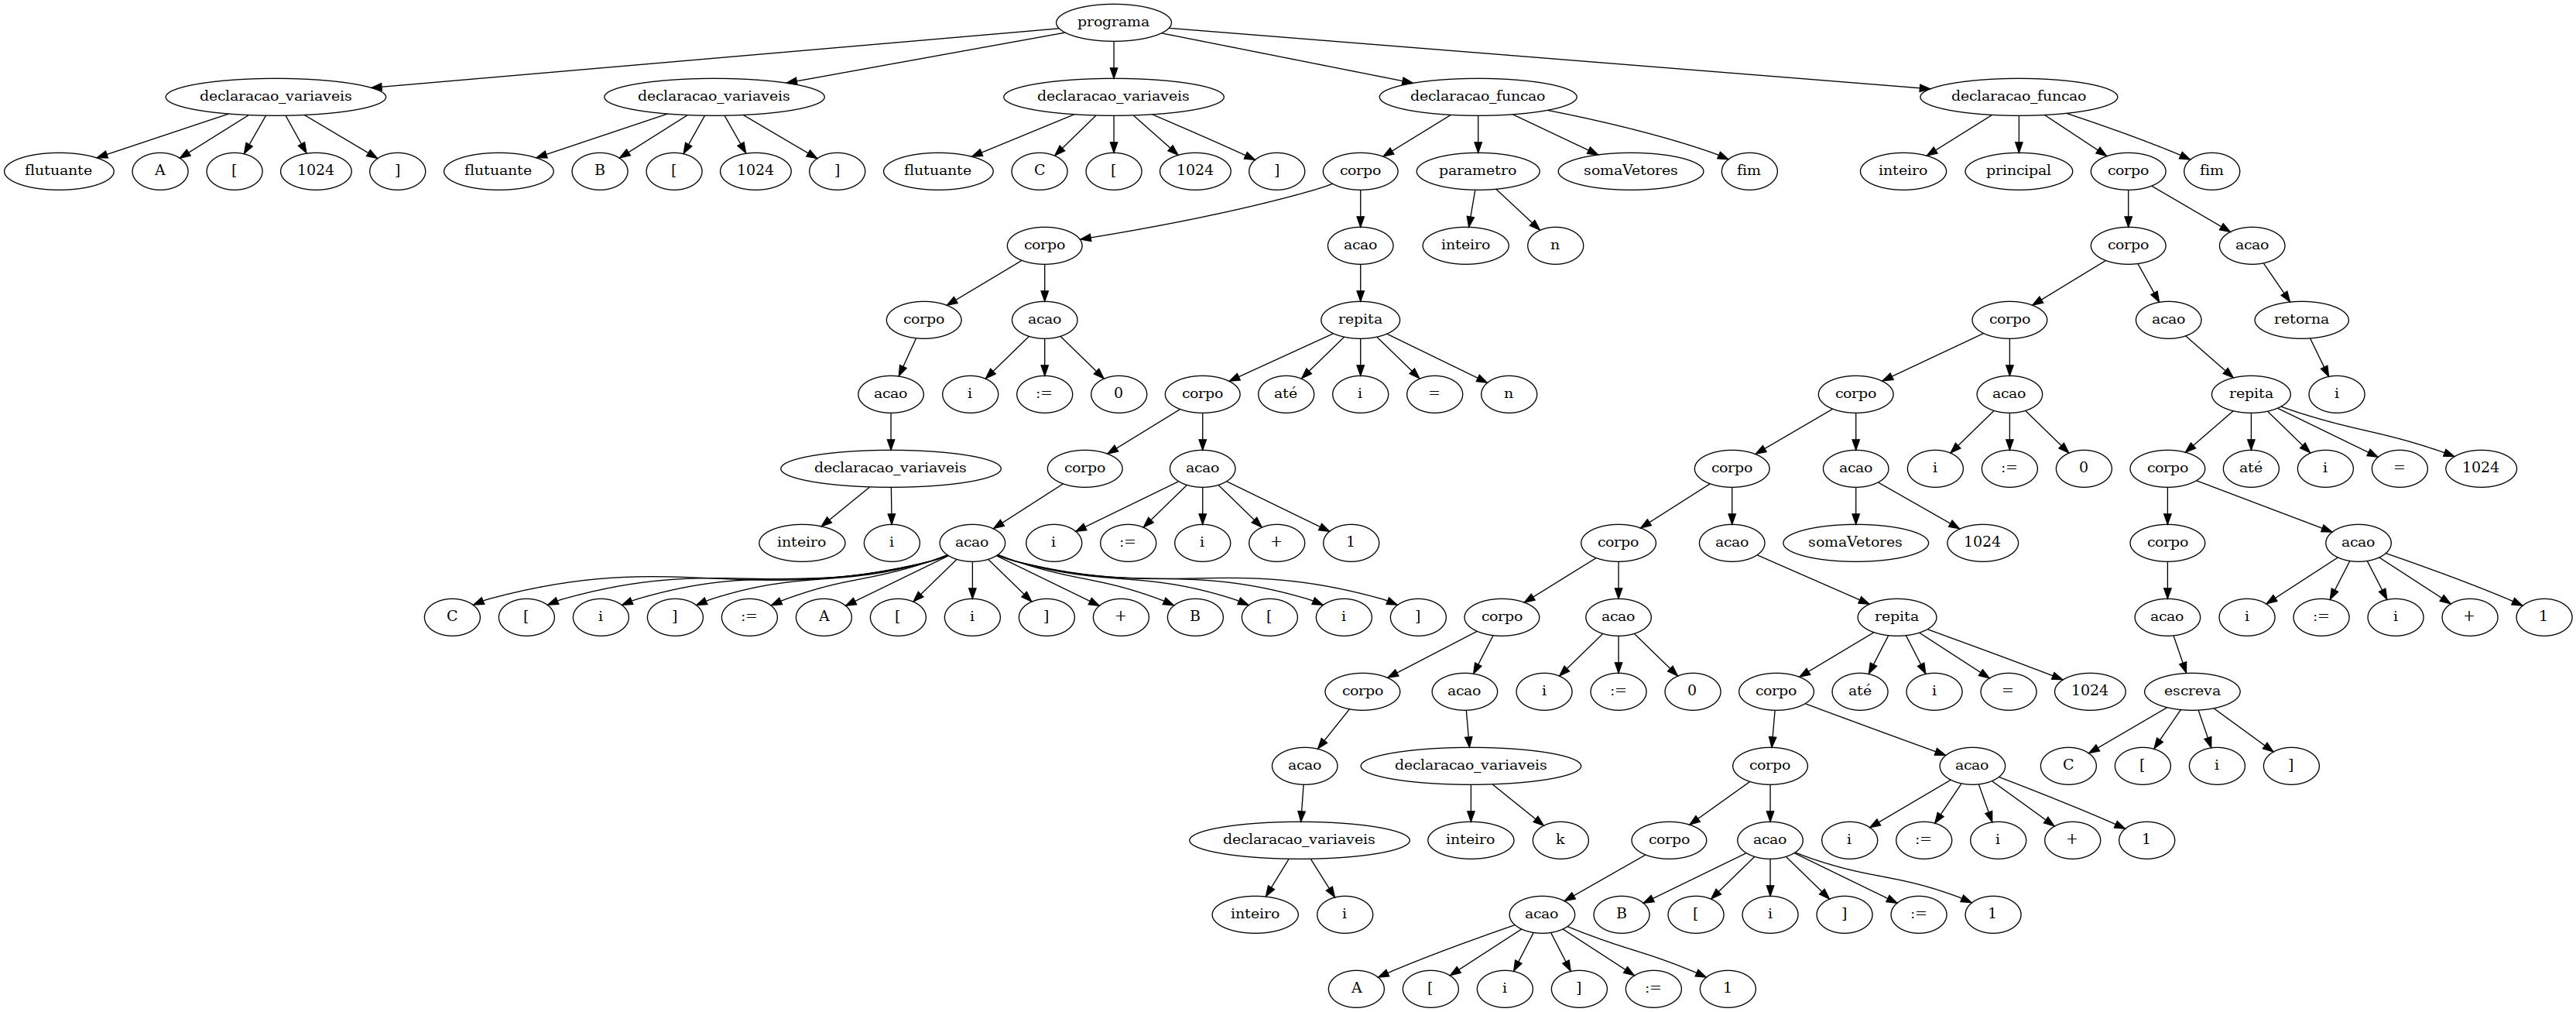 programa
declaracao_variaveis declaracao_variaveis declaracao_variaveis declaracao_funcao declaracao_funcao
flutuante A [ 1024 ] flutuante B [ 1024 ] flutuante C [ 1024 ] corpo parametro somaVetores fim inteiro principal corpo fim
corpo acao inteiro n corpo acao
corpo acao repita corpo acao retorna
acao i := 0 corpo até i = n corpo acao repita i
declaracao_variaveis corpo acao corpo acao i := 0 corpo até i = 1024
inteiro i acao i := i + 1 corpo acao somaVetores 1024 corpo acao
C [ i ] := A [ i ] + B [ i ] corpo acao repita acao i := i + 1
corpo acao i := 0 corpo até i = 1024 escreva
acao declaracao_variaveis corpo acao C [ i ]
declaracao_variaveis inteiro k corpo acao i := i + 1
inteiro i acao B [ i ] := 1
A [ i ] := 1